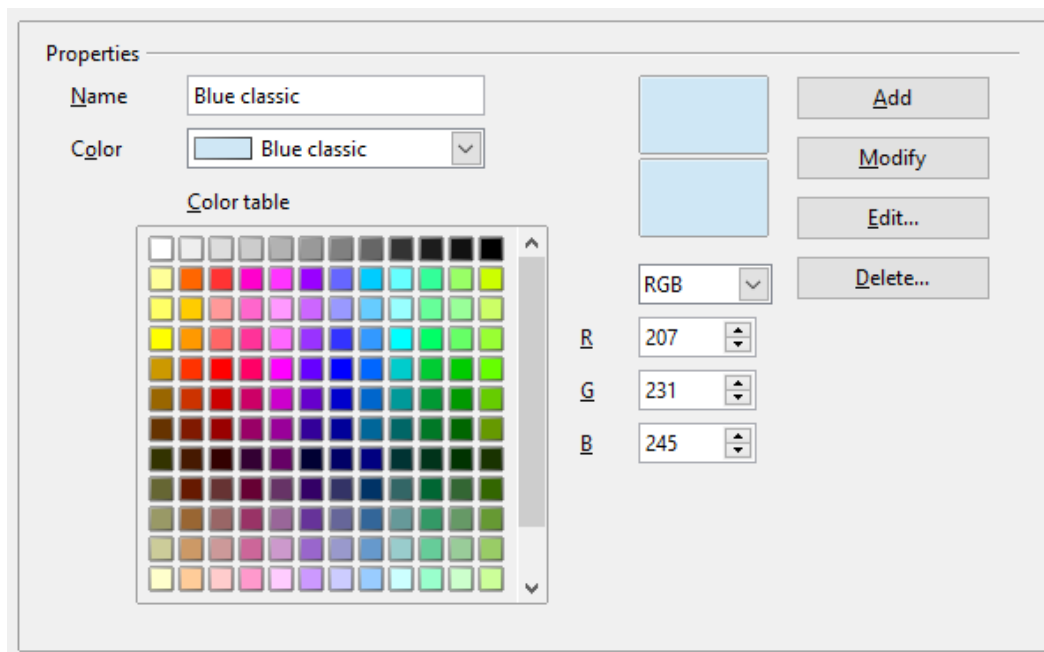 Properties
Name Blue classic Add
Color Blue classic Modify
Color table
Edit...
RGB Delete...
R 207
G 231
B 245